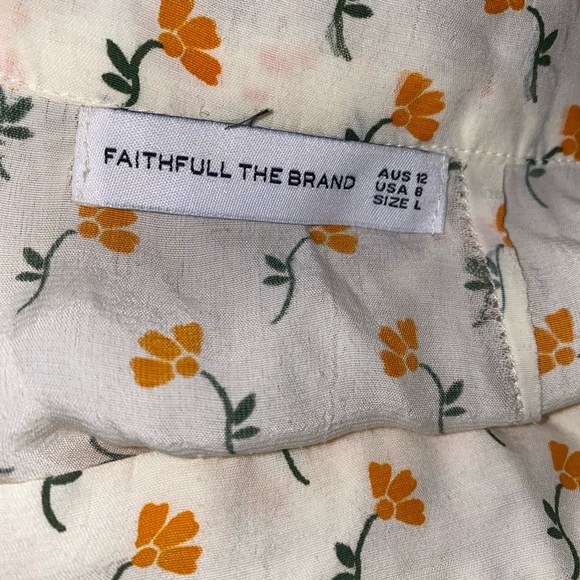 FAITHFULL THE BRAND
AUS 12
USA 8
SIZE L